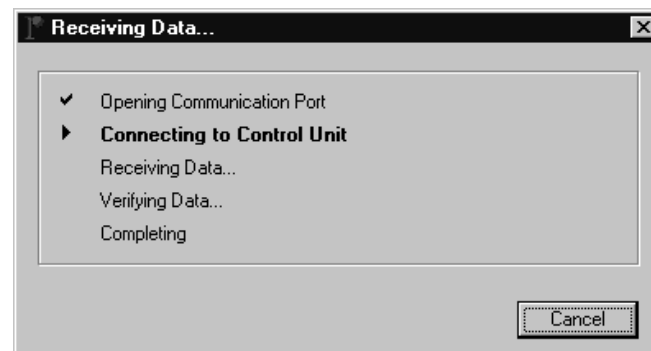 Receiving Data...
Opening Communication Port
Connecting to Control Unit
Receiving Data...
Verifying Data...
Completing
Cancel